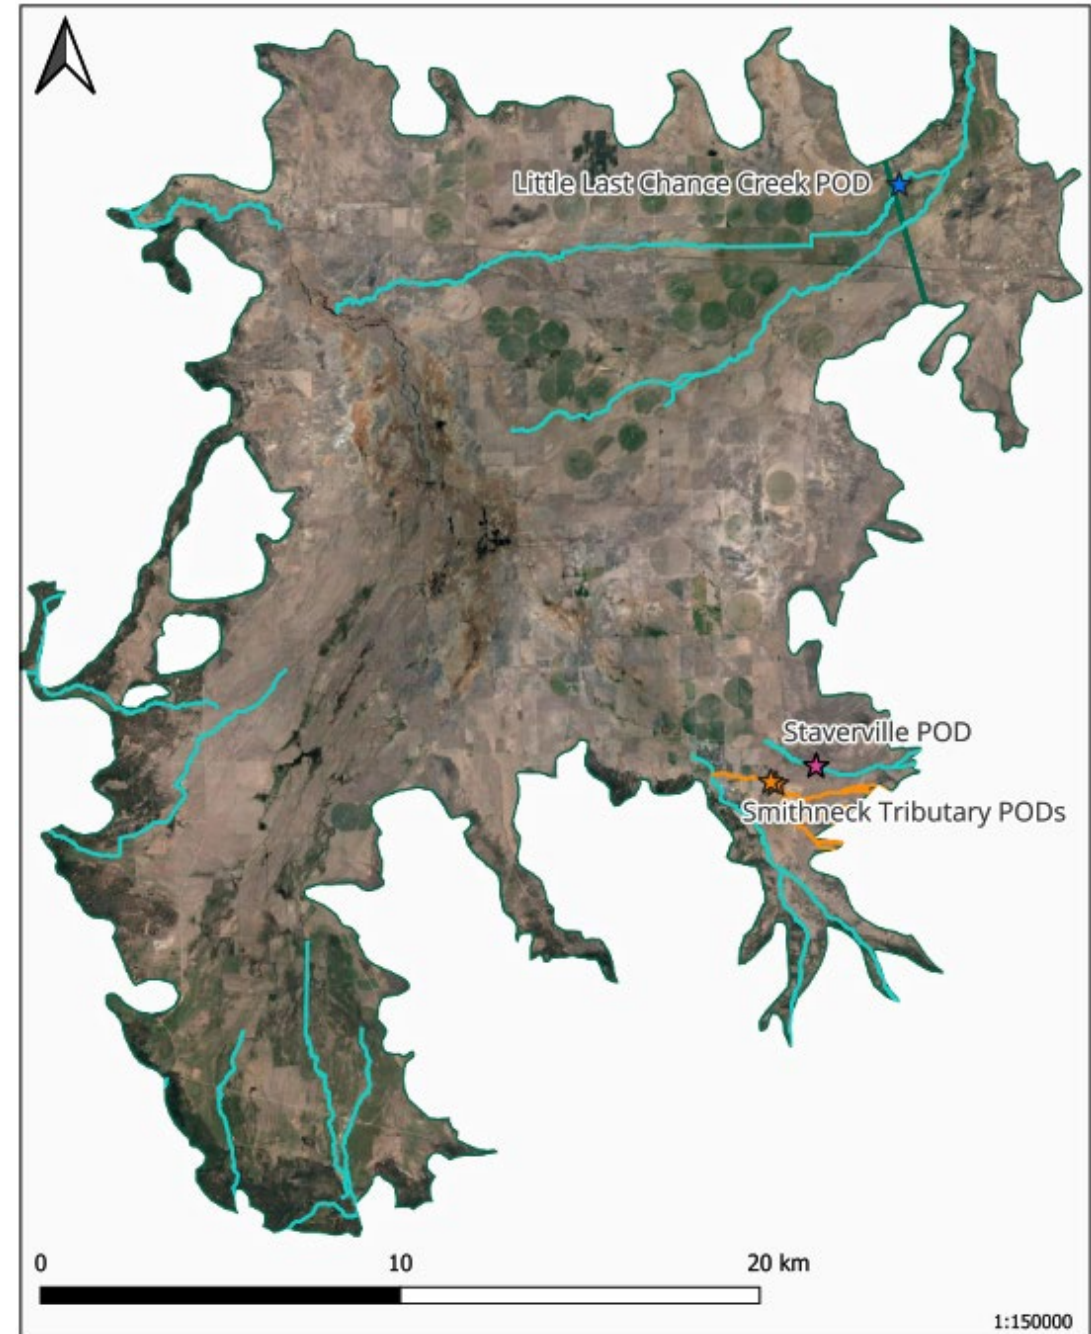 Little Last Chance Creek POD
Staverville POD
Smithneck Tributary PODs
0 10 20 km
1:150000